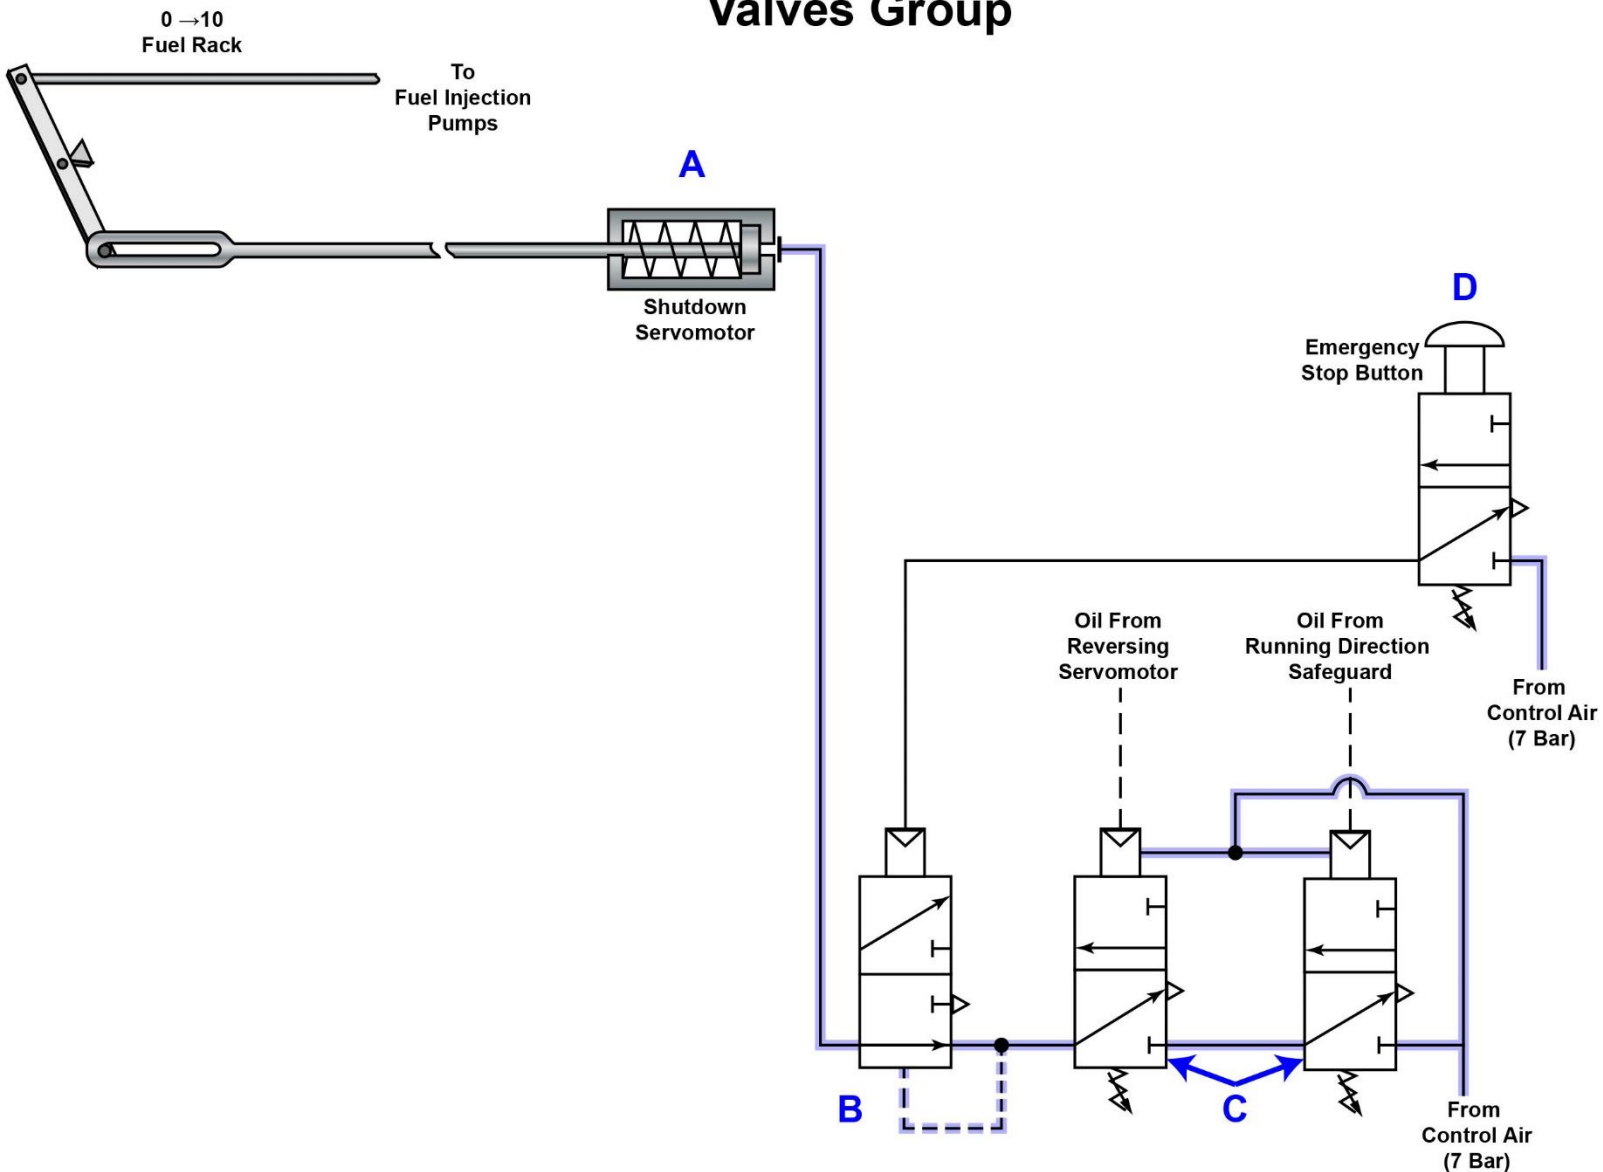 Valves Group
0 →10
Fuel Rack
To
Fuel Injection
Pumps
A
Shutdown
Servomotor
D
Emergency
Stop Button
Oil From
Reversing
Servomotor
Oil From
Running Direction
Safeguard
From
Control Air
(7 Bar)
B
C
From
Control Air
(7 Bar)